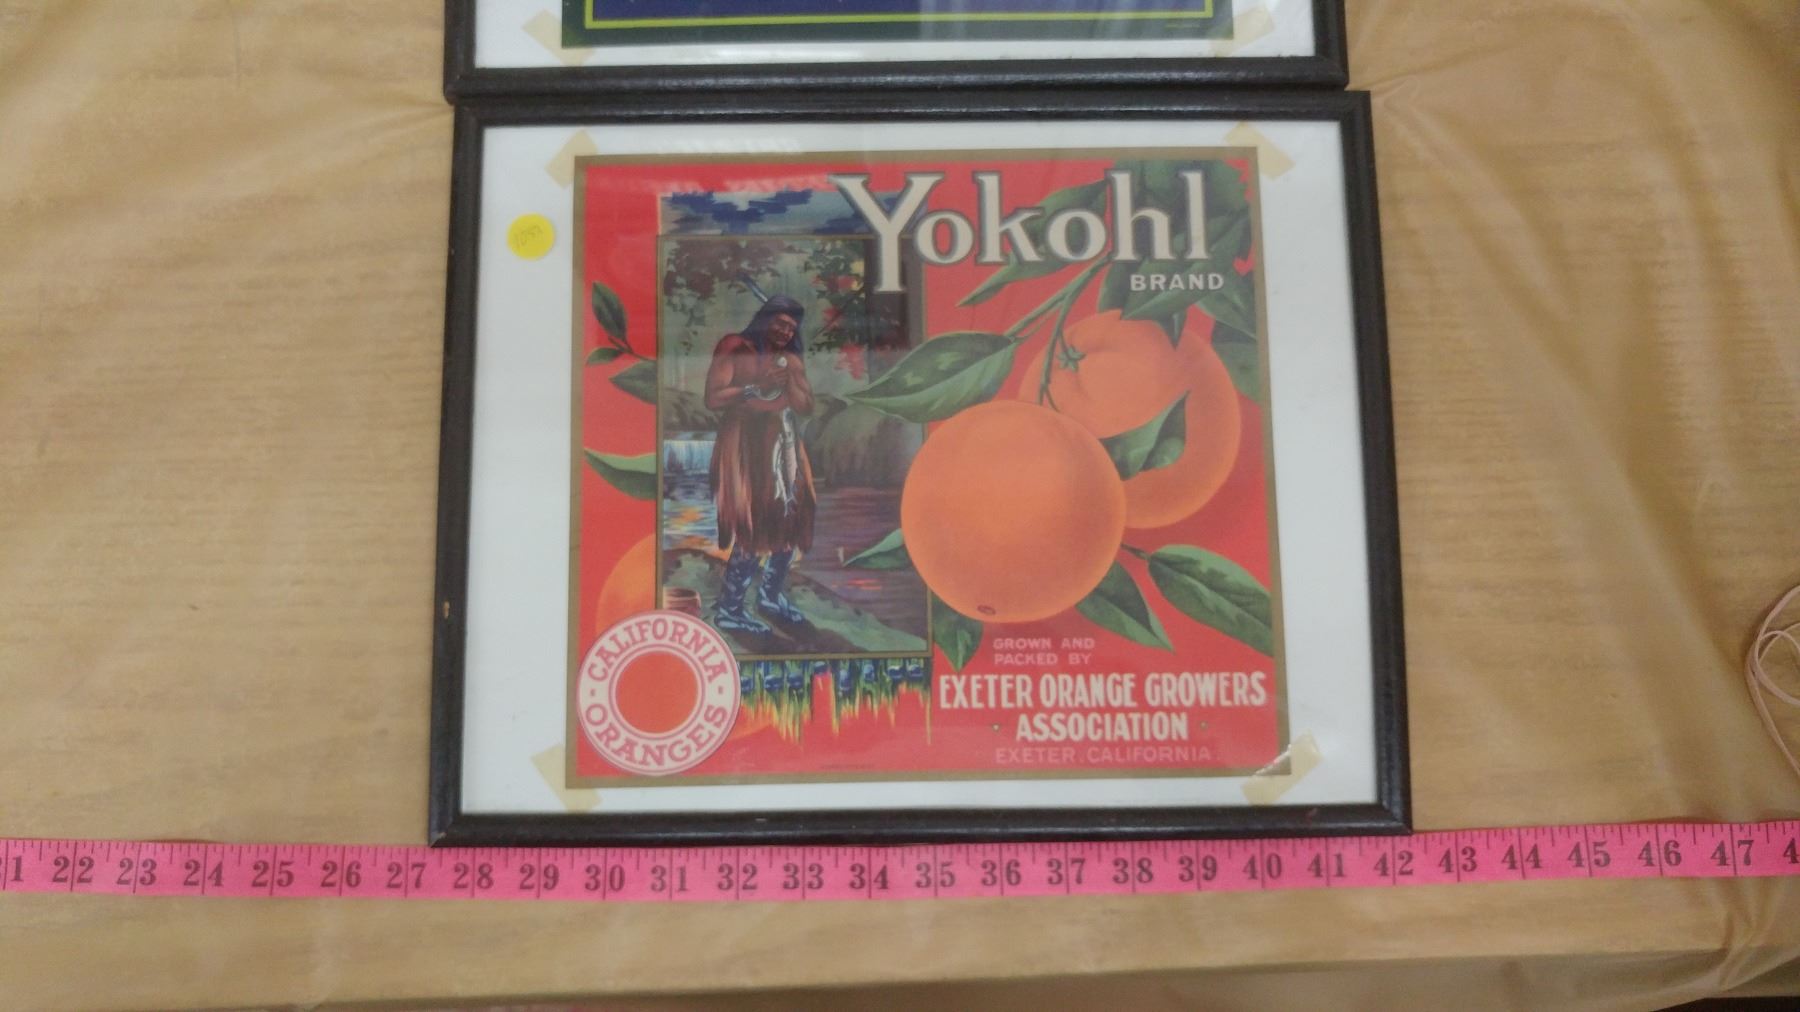 Yokohl
BRAND
CALIFORNIA
ORANGES
GROWN AND
PACKED BY
EXETER ORANGE GROWERS
ASSOCIATION
EXETER, CALIFORNIA.
22 23 24 25 26 27 28 29 30 31 32 33 34 35 36 37 38 39 40 41 42 43 44 45 46 47